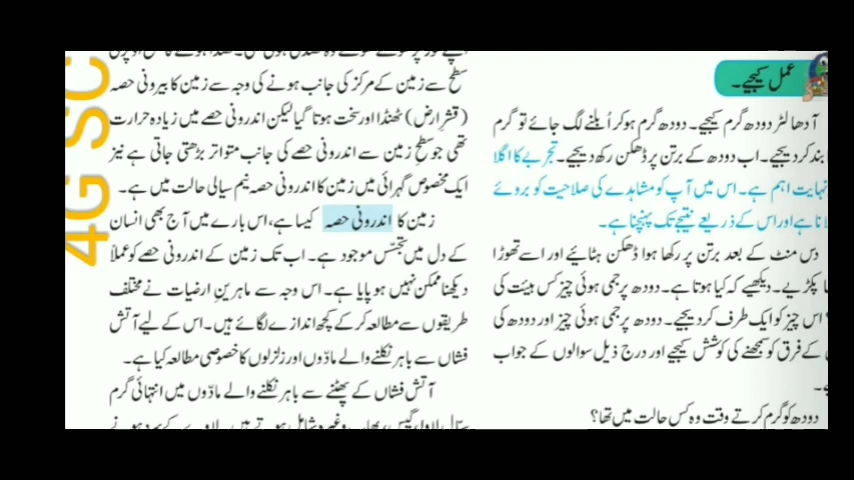 عمل کیجیے۔
آدھا لٹر دودھ گرم کیجیے۔ دودھ گرم ہو کر اُبلنے لگ جائے تو گرم
بند کر دیجیے۔ اب دودھ کے برتن پر ڈھکن رکھ دیجیے۔ تجربے کا اگلا
نہایت اہم ہے۔ اس میں آپ کو مشاہدے کی صلاحیت کو بروئے
لانا ہے اور اس کے ذریعے نتیجے تک پہنچنا ہے۔
دس منٹ کے بعد برتن پر رکھا ہوا ڈھکن ہٹائیے اور اسے تھوڑا
پکڑیے۔ دیکھیے کہ کیا ہوتا ہے۔ دودھ پر جمی ہوئی چیز کس ہیئت کی
اس چیز کو ایک طرف کر دیجیے۔ دودھ پر جمی ہوئی چیز اور دودھ کی
کے فرق کو سمجھنے کی کوشش کیجیے اور درج ذیل سوالوں کے جواب
دودھ کو گرم کرتے وقت وہ کس حالت میں تھا؟
سطح سے زمین کے مرکز کی جانب ہونے کی وجہ سے زمین کا بیرونی حصہ
(قشرِ ارض) ٹھنڈا اور سخت ہوتا گیا لیکن اندرونی حصے میں زیادہ حرارت
تھی جو سطحِ زمین سے اندرونی حصے کی جانب متواتر بڑھتی جاتی ہے نیز
ایک مخصوص گہرائی میں زمین کا اندرونی حصہ نیم سیالی حالت میں ہے۔
زمین کا اندرونی حصہ کیسا ہے، اس بارے میں آج بھی انسان
کے دل میں تجسّس موجود ہے۔ اب تک زمین کے اندرونی حصے کو عملاً
دیکھنا ممکن نہیں ہو پایا ہے۔ اس وجہ سے ماہرینِ ارضیات نے مختلف
طریقوں سے مطالعہ کر کے کچھ اندازے لگائے ہیں۔ اس کے لیے آتش
فشاں سے باہر نکلنے والے مادّوں اور زلزلوں کا خصوصی مطالعہ کیا ہے۔
آتش فشاں کے پھٹنے سے باہر نکلنے والے مادّوں میں انتہائی گرم
4G SC